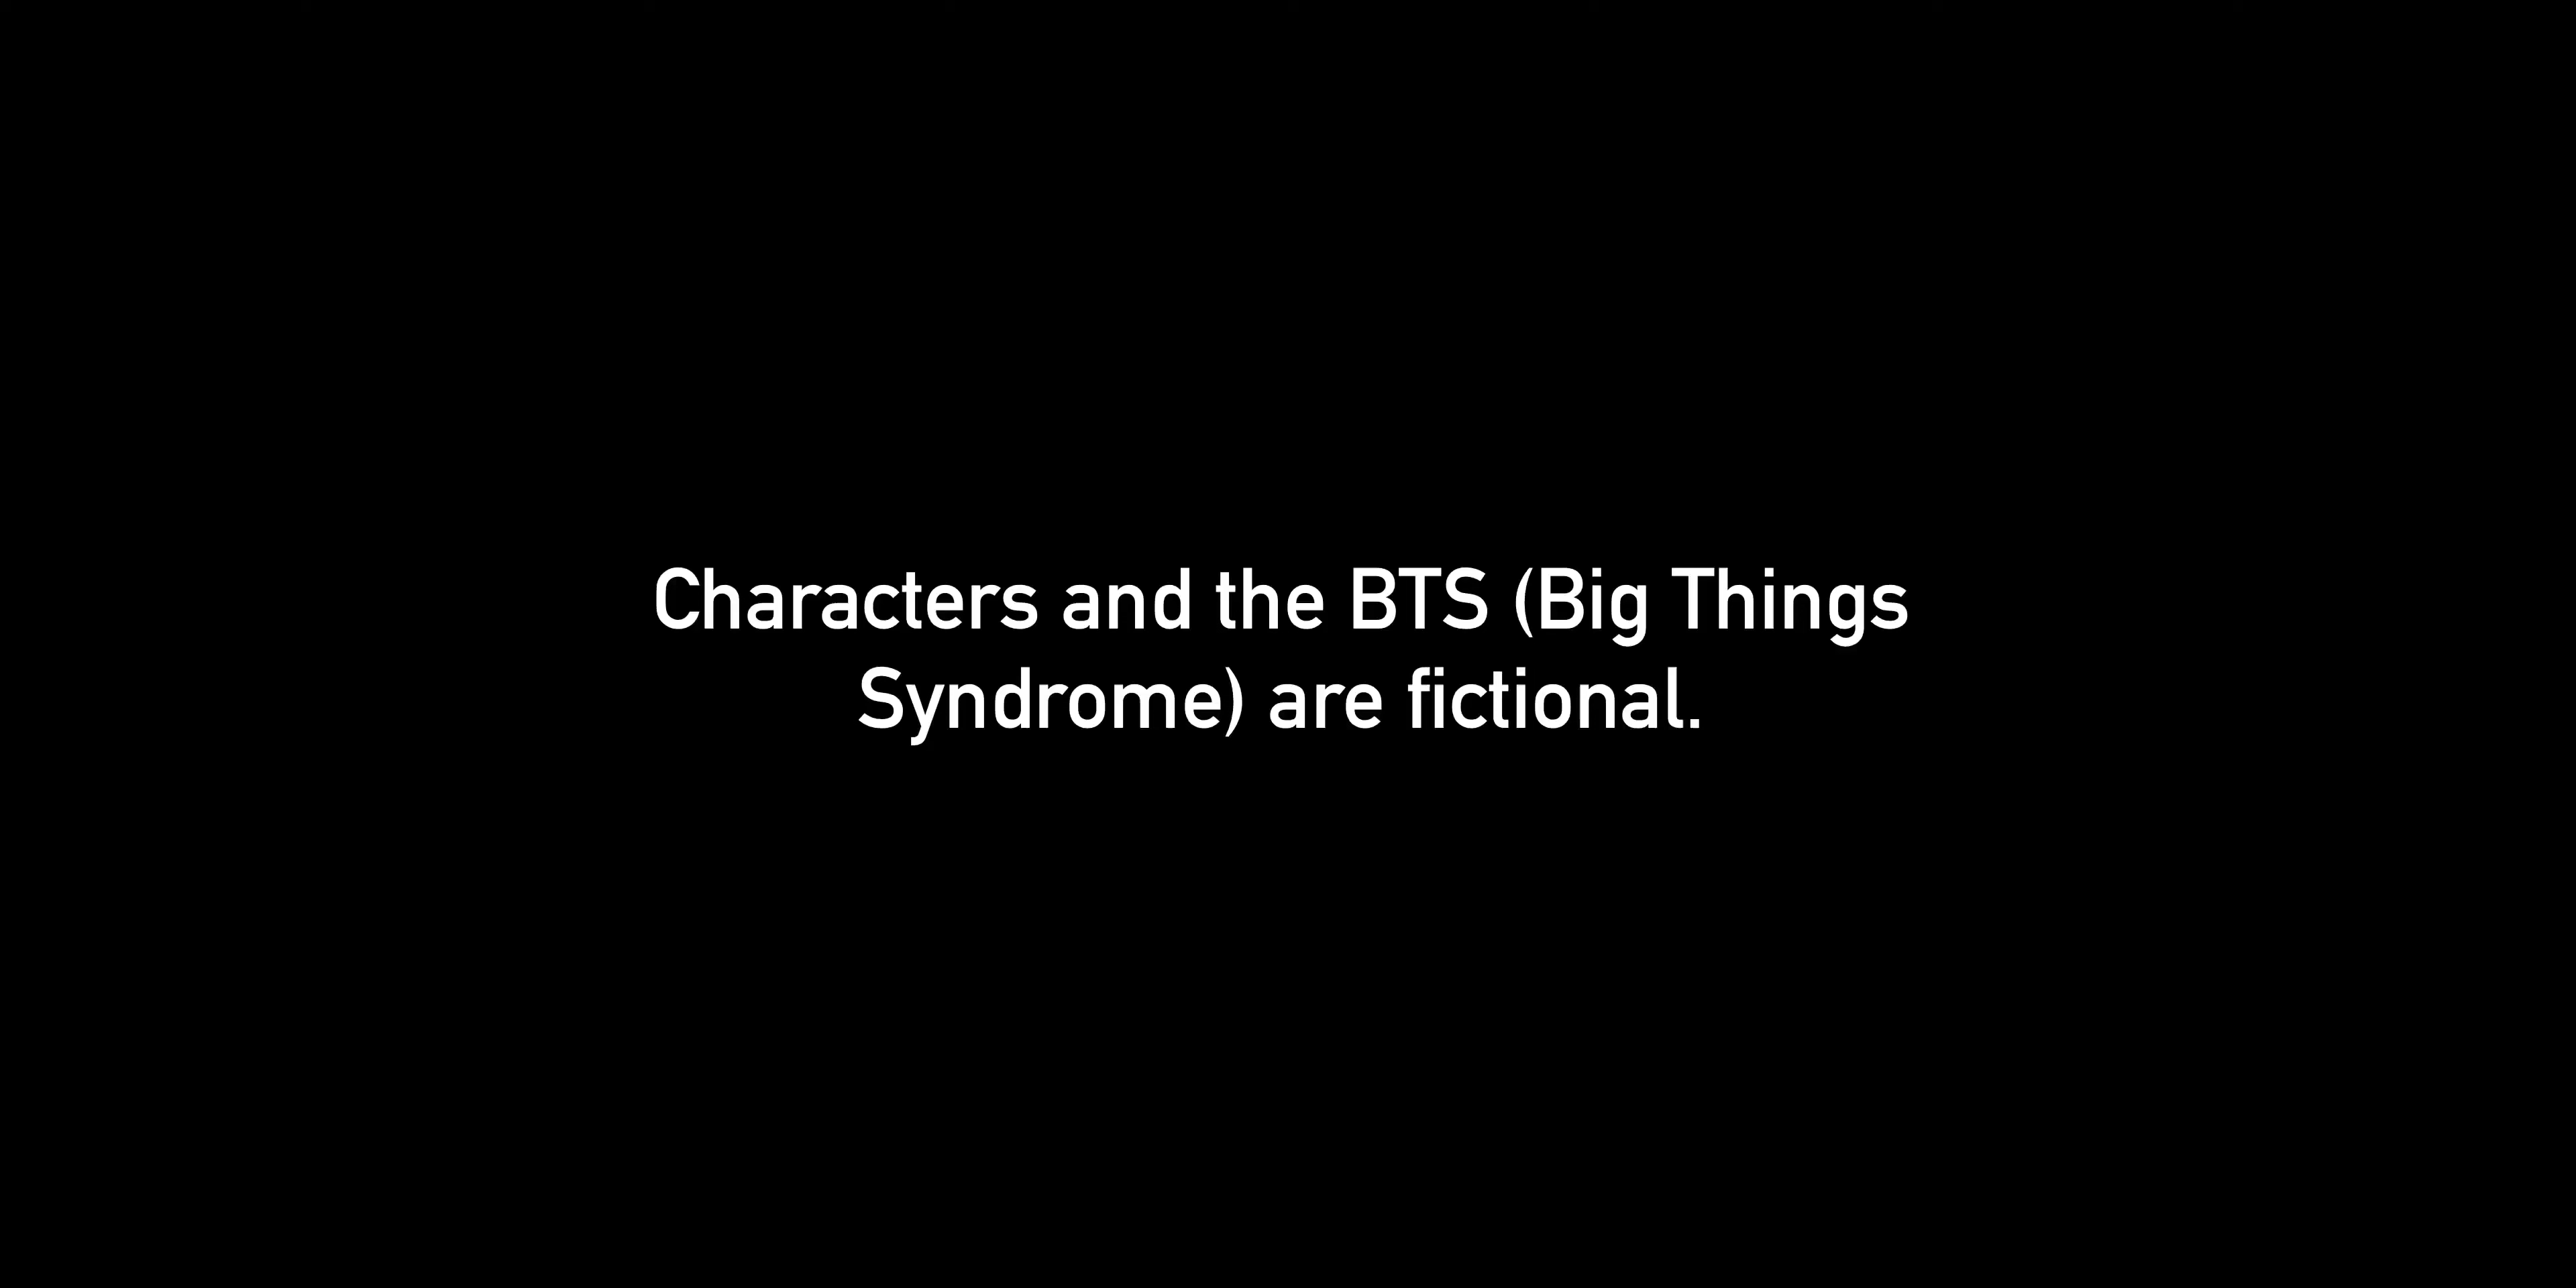 Characters and the BTS (Big Things
Syndrome) are fictional.